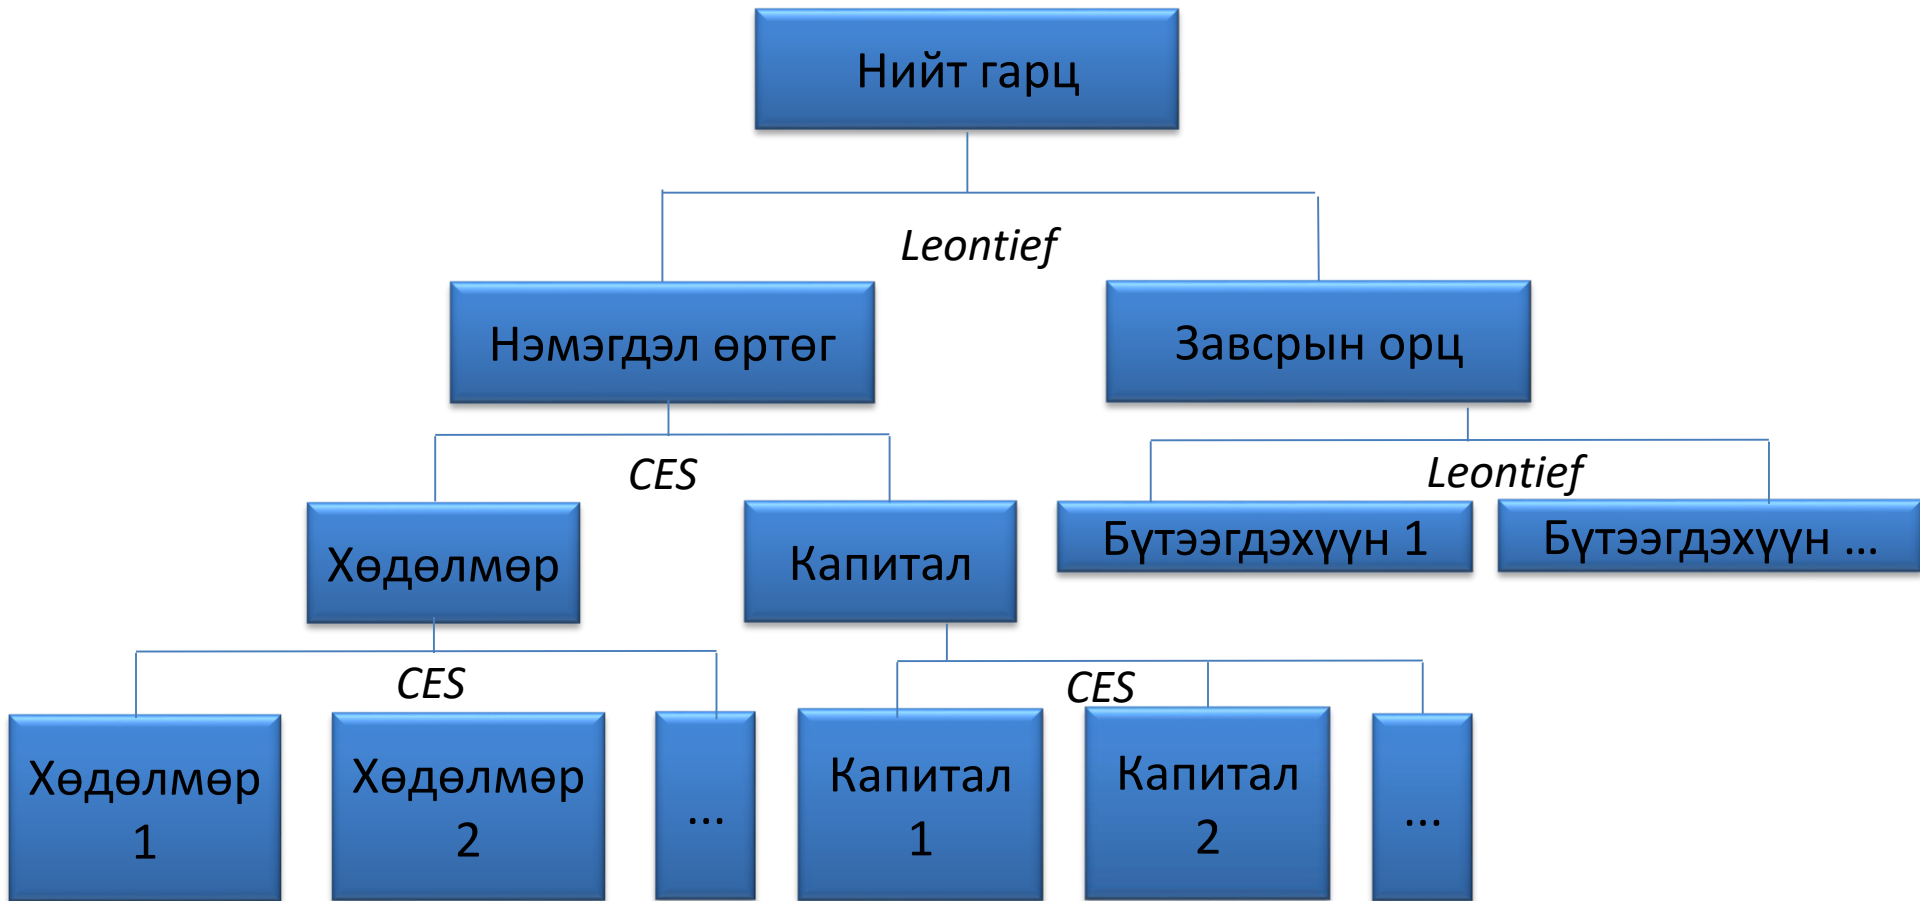 Нийт гарц
Leontief
Нэмэгдэл өртөг
Завсрын орц
CES
Leontief
Хөдөлмөр
Капитал
Бүтээгдэхүүн 1
Бүтээгдэхүүн ...
CES
CES
Хөдөлмөр
1
Хөдөлмөр
2
...
Капитал
1
Капитал
2
...